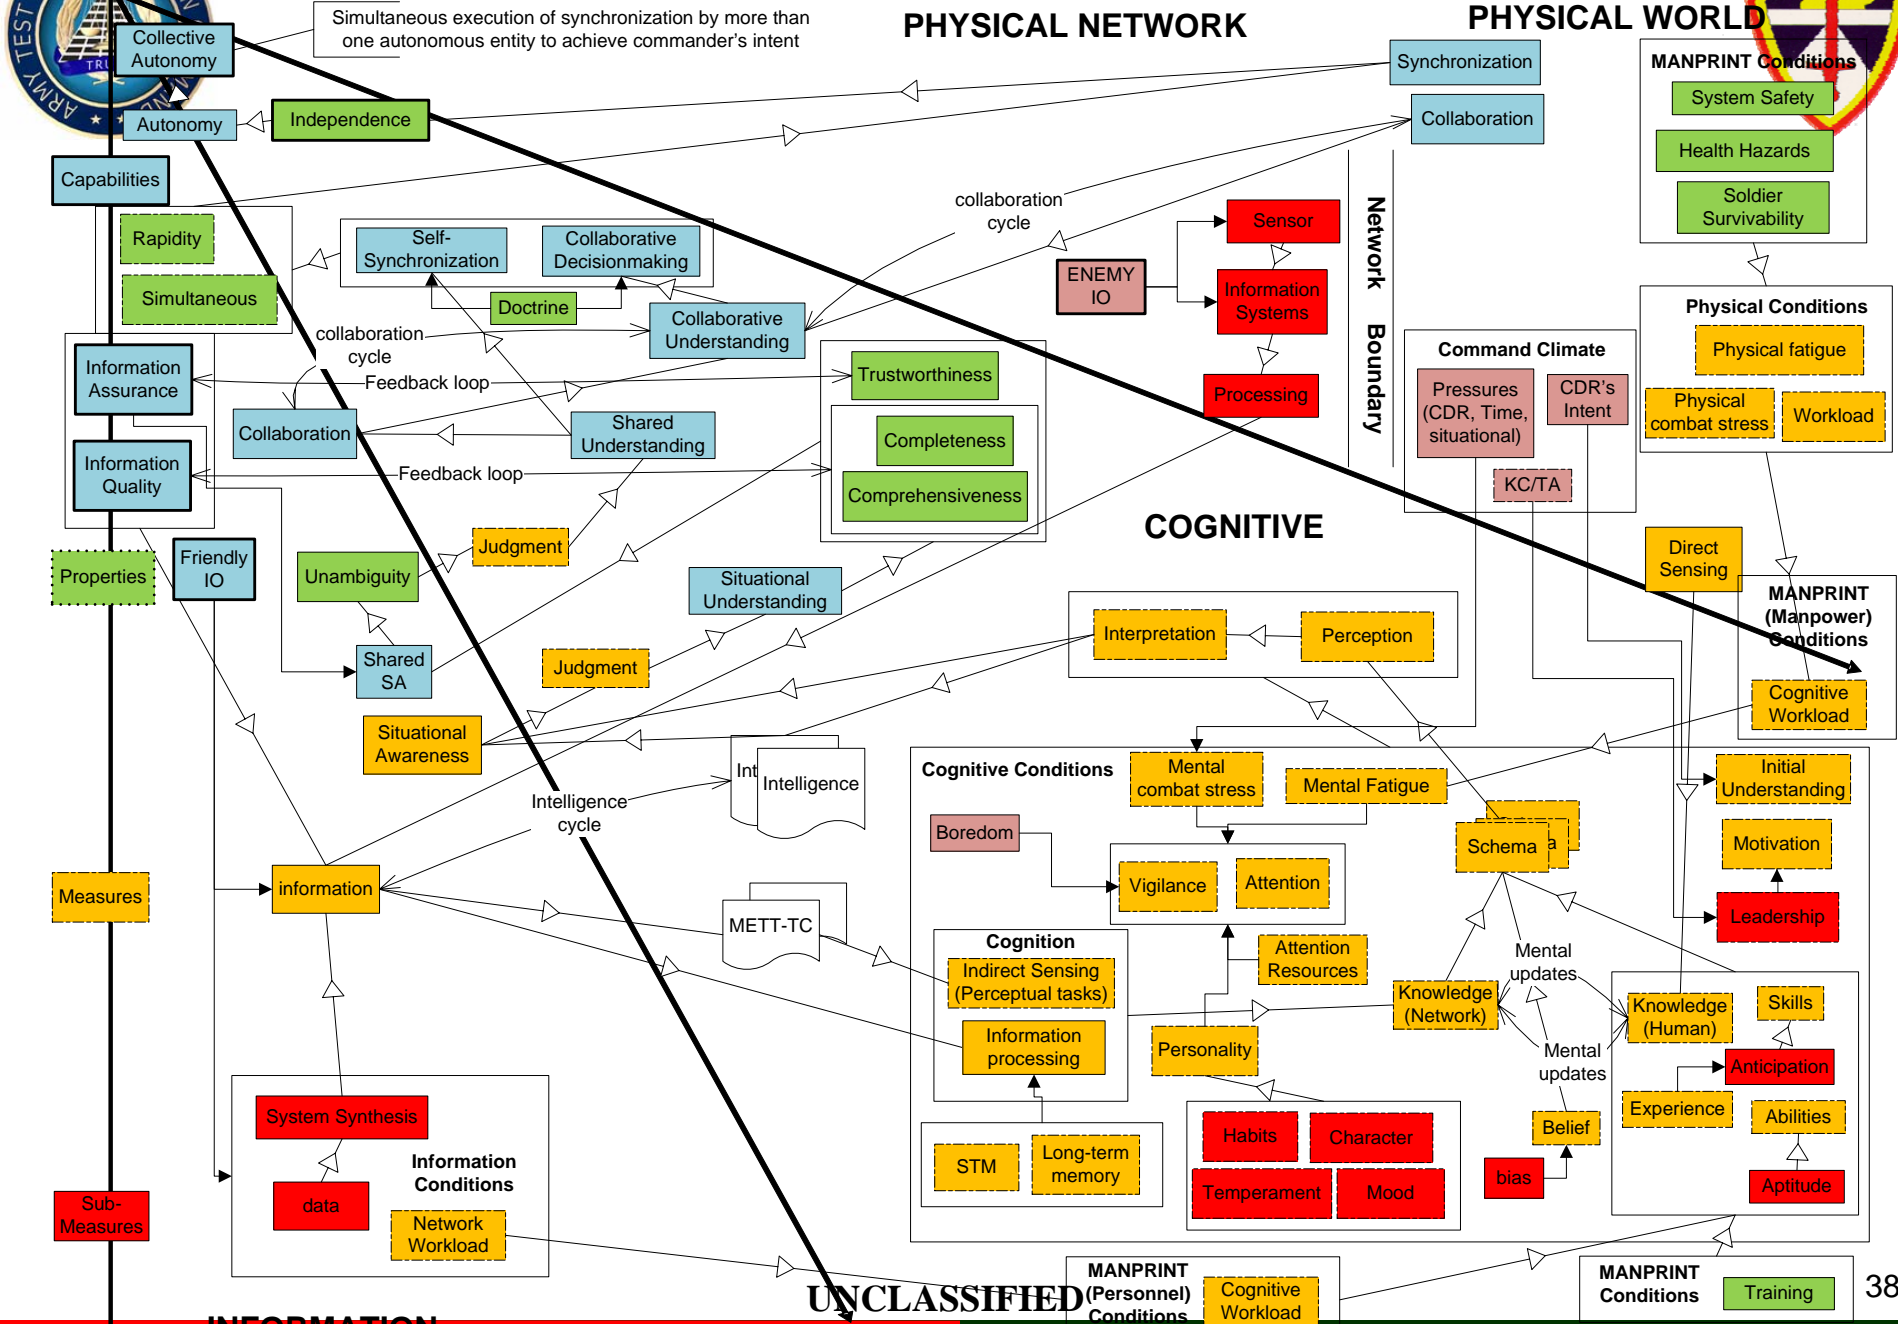 Simultaneous execution of synchronization by more than
one autonomous entity to achieve commander's intent
PHYSICAL NETWORK
PHYSICAL WORLD
ARMY TEST
TRU
Collective
Autonomy
Autonomy
Independence
Synchronization
Collaboration
MANPRINT Conditions
System Safety
Health Hazards
Soldier
Survivability
Capabilities
Rapidity
Simultaneous
Self-
Synchronization
Collaborative
Decisionmaking
Doctrine
Collaborative
Understanding
collaboration
cycle
collaboration
cycle
ENEMY
IO
Sensor
Information
Systems
Processing
Network Boundary
Physical Conditions
Physical fatigue
Physical
combat stress
Workload
Command Climate
Pressures
(CDR, Time,
situational)
CDR's
Intent
KC/TA
Information
Assurance
Information
Quality
Feedback loop
Feedback loop
Collaboration
Shared
Understanding
Trustworthiness
Completeness
Comprehensiveness
COGNITIVE
Properties
Friendly
IO
Unambiguity
Judgment
Situational
Understanding
Shared
SA
Judgment
Situational
Awareness
Interpretation
Perception
Direct
Sensing
MANPRINT
(Manpower)
Conditions
Cognitive
Workload
Int
Intelligence
Intelligence
cycle
Cognitive Conditions
Mental
combat stress
Mental Fatigue
Initial
Understanding
Boredom
Schema
a
Motivation
Vigilance
Attention
Leadership
Measures
information
METT-TC
Cognition
Indirect Sensing
(Perceptual tasks)
Information
processing
Attention
Resources
Personality
Knowledge
(Network)
Mental
updates
Mental
updates
Knowledge
(Human)
Skills
Anticipation
Experience
Abilities
Aptitude
Belief
bias
STM
Long-term
memory
Habits
Character
Temperament
Mood
System Synthesis
data
Information
Conditions
Network
Workload
Sub-
Measures
MANPRINT
(Personnel)
Conditions
Cognitive
Workload
MANPRINT
Conditions
Training
38
UNCLASSIFIED
INFORMATION